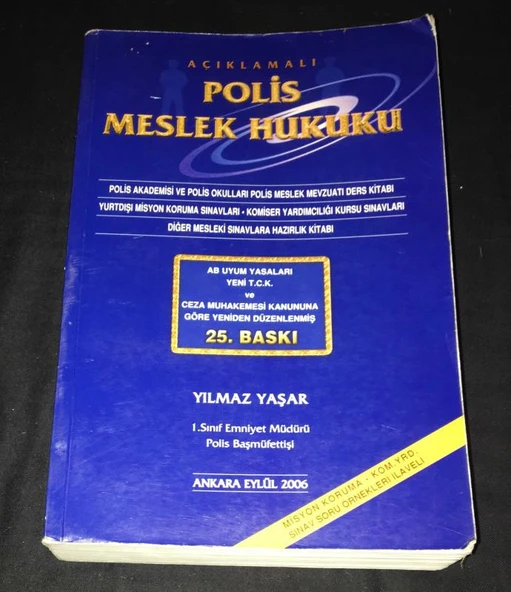 AÇIKLAMALI
POLİS
MESLEK HUKUKU
POLİS AKADEMİSİ VE POLİS OKULLARI POLİS MESLEK MEVZUATI DERS KİTABI
YURTDIŞI MİSYON KORUMA SINAVLARI - KOMİSER YARDIMCILIĞI KURSU SINAVLARI
DİĞER MESLEKİ SINAVLARA HAZIRLIK KİTABI
AB UYUM YASALARI
YENİ T.C.K.
ve
CEZA MUHAKEMESİ KANUNUNA
GÖRE YENİDEN DÜZENLENMİŞ
25. BASKI
YILMAZ YAŞAR
1.Sınıf Emniyet Müdürü
Polis Başmüfettişi
ANKARA EYLÜL 2006
MİSYON KORUMA - KOM.YRD.
SINAV SORU ÖRNEKLERİ İLAVELİ